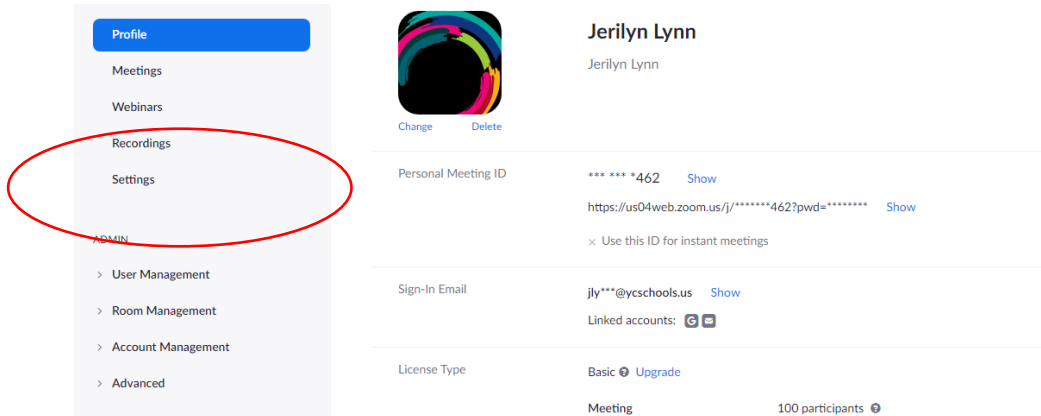 Profile
Meetings
Webinars
Recordings
Settings
ADMIN
> User Management
> Room Management
> Account Management
> Advanced
Change Delete
Jerilyn Lynn
Jerilyn Lynn
Personal Meeting ID *** *** *462 Show
https://us04web.zoom.us/j/*******462?pwd=******** Show
× Use this ID for instant meetings
Sign-In Email jly***@ycschools.us Show
Linked accounts: G
License Type Basic ? Upgrade
Meeting 100 participants ?